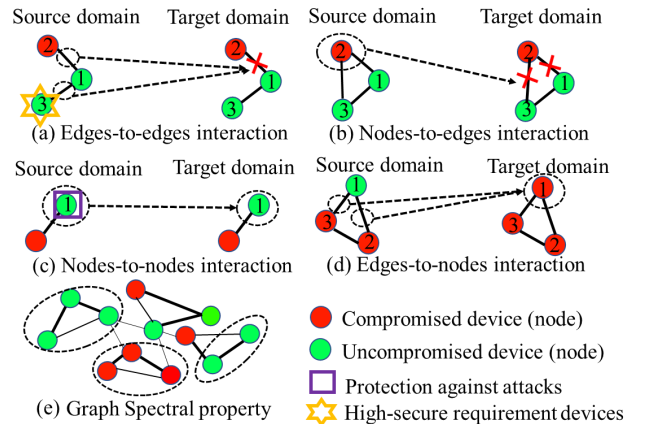 Source domain
Target domain
2
1
3
2
1
3
(a) Edges-to-edges interaction
Source domain
Target domain
2
1
3
2
1
3
(b) Nodes-to-edges interaction
Source domain
Target domain
1
1
(c) Nodes-to-nodes interaction
Source domain
Target domain
1
3
2
1
3
2
(d) Edges-to-nodes interaction
(e) Graph Spectral property
Compromised device (node)
Uncompromised device (node)
Protection against attacks
High-secure requirement devices